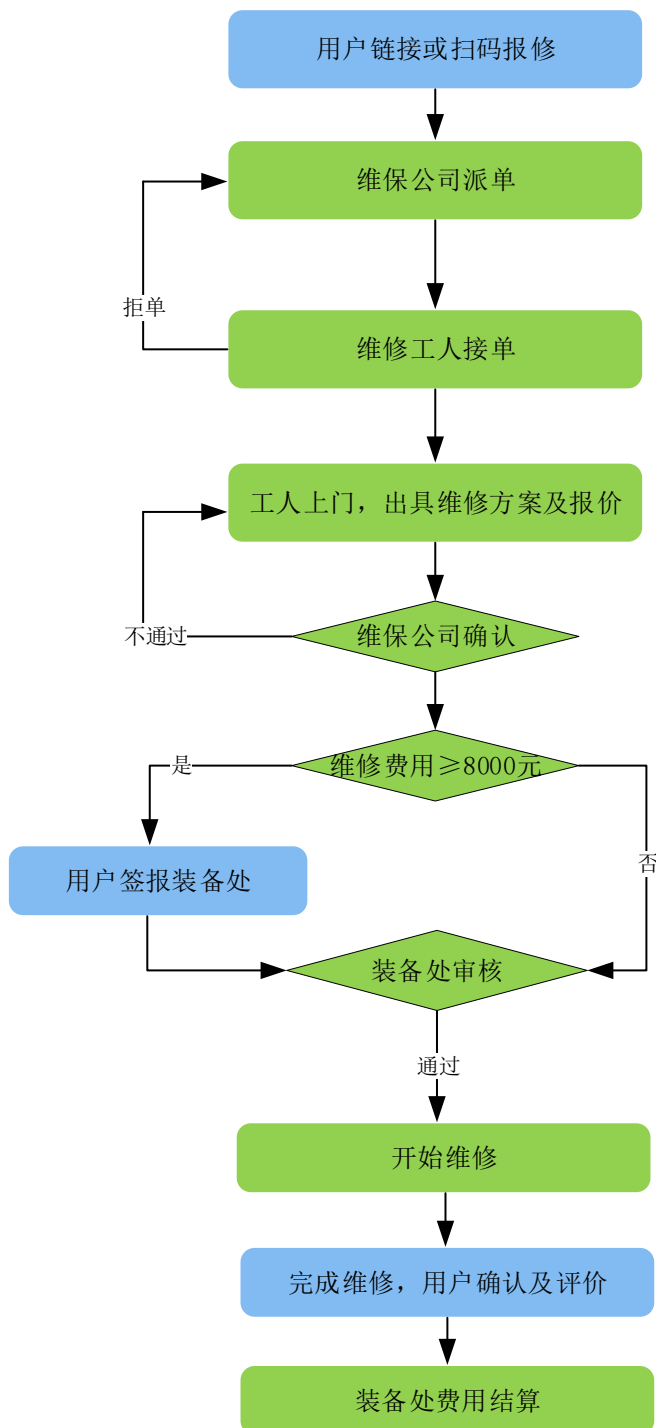 用户链接或扫码报修
维保公司派单
拒单
维修工人接单
工人上门，出具维修方案及报价
不通过
维保公司确认
是
维修费用≥8000元
否
用户签报装备处
装备处审核
通过
开始维修
完成维修，用户确认及评价
装备处费用结算